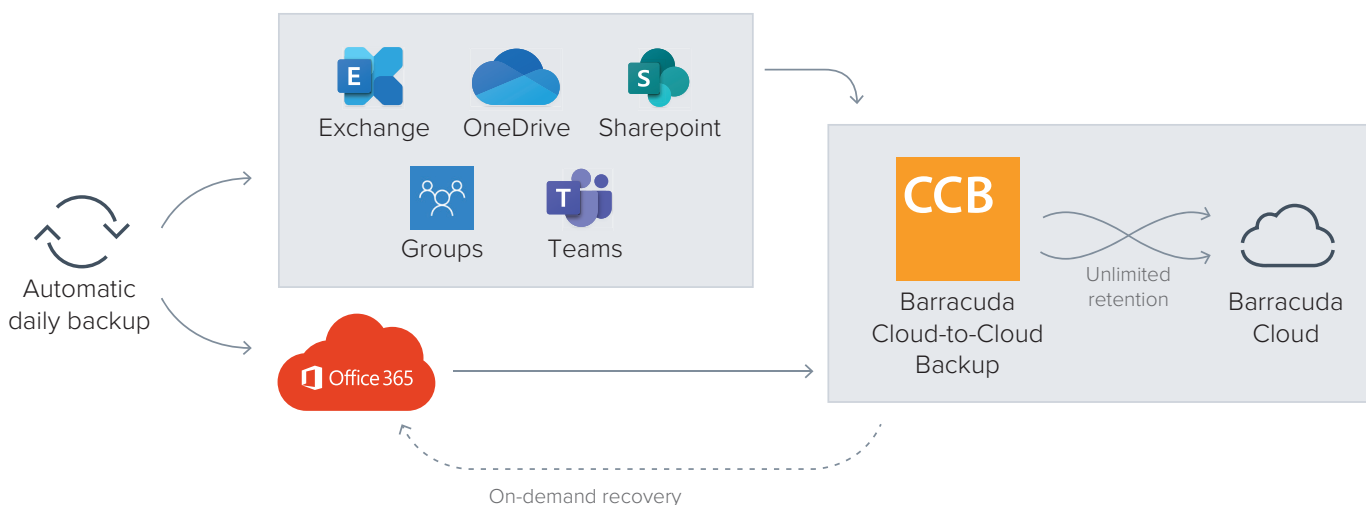 E
S
Exchange
OneDrive
Sharepoint
T
Groups
Teams
Automatic
daily backup
Office 365
CCB
Unlimited
retention
Barracuda
Cloud-to-Cloud
Backup
Barracuda
Cloud
On-demand recovery